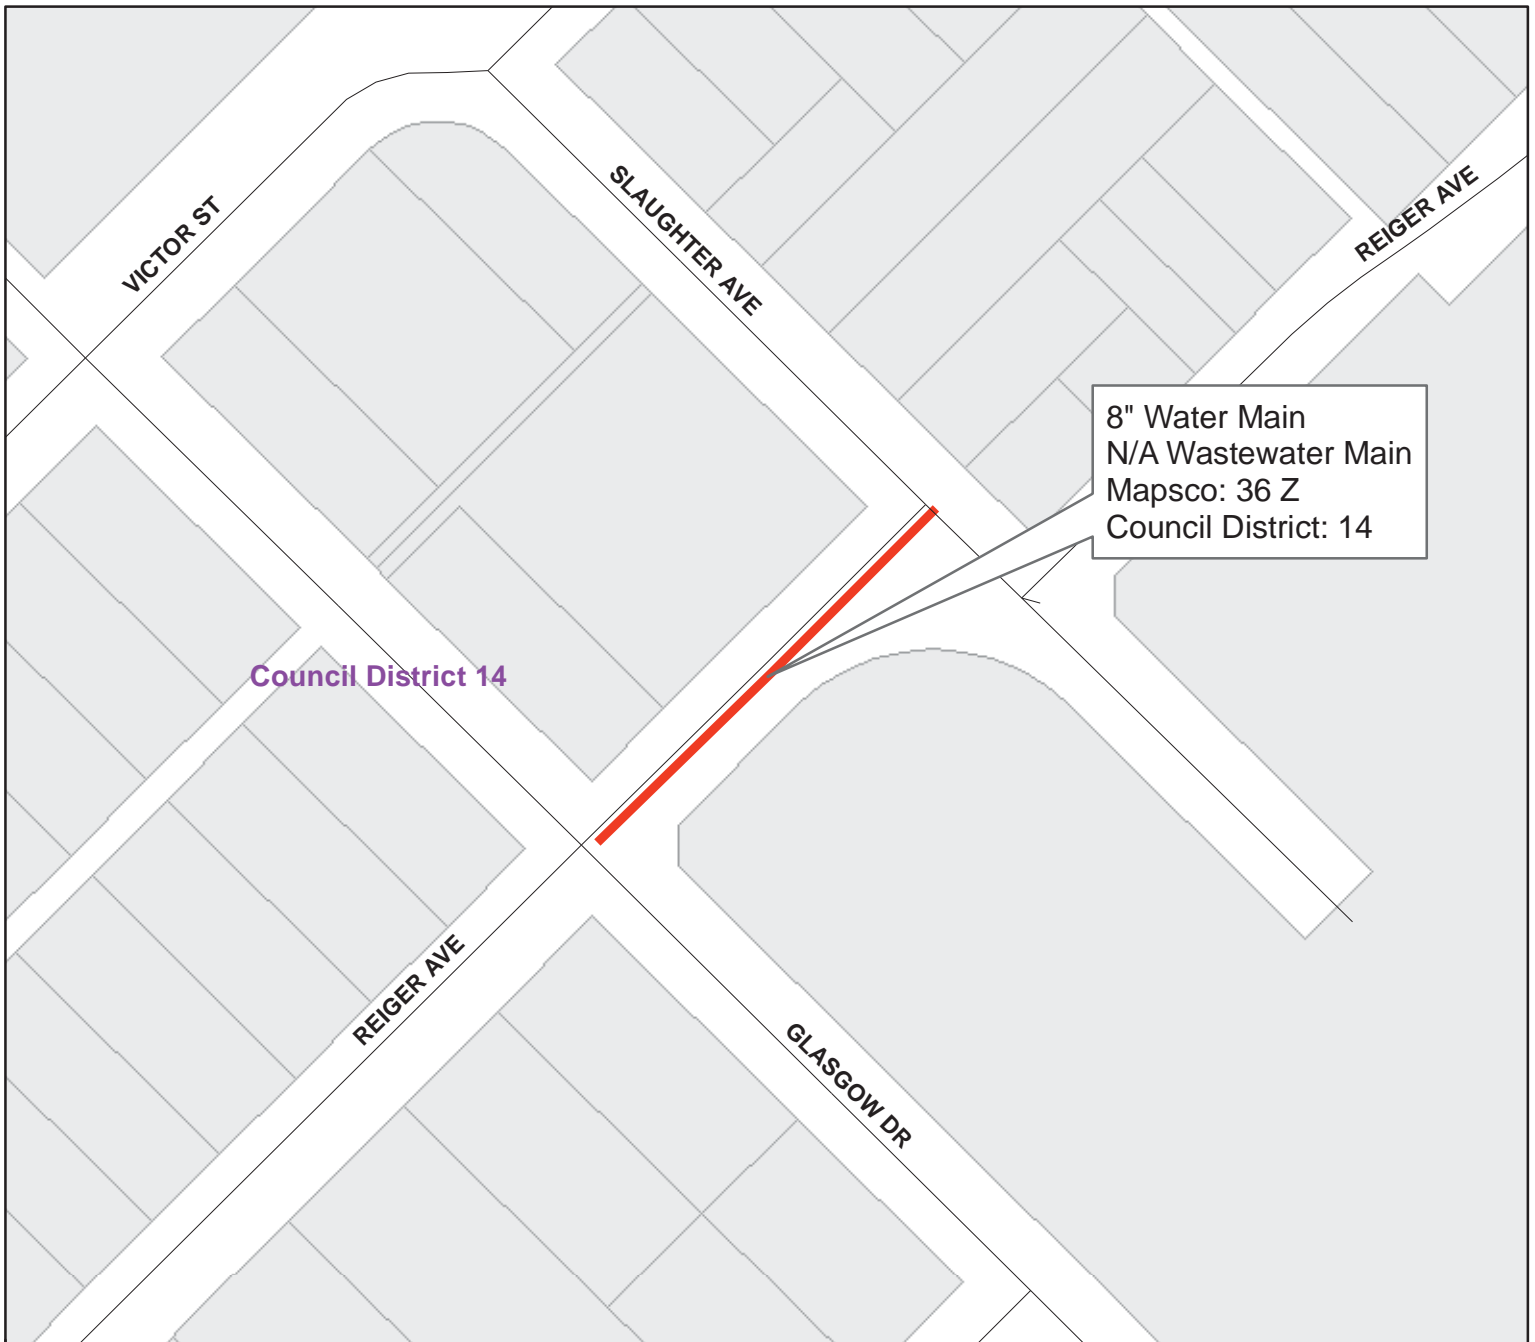 VICTOR ST
SLAUGHTER AVE
REIGER AVE
8" Water Main
N/A Wastewater Main
Mapsco: 36 Z
Council District: 14
Council District 14
REIGER AVE
GLASGOW DR